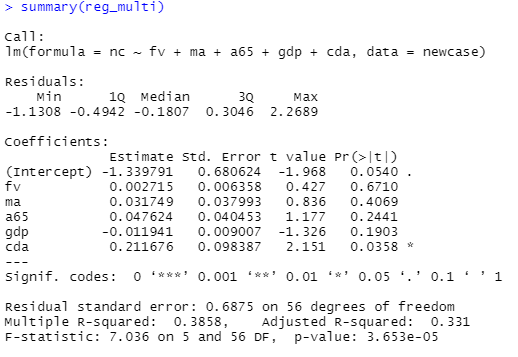 > summary(reg_multi)
Call:
lm(formula = nc ~ fv + ma + a65 + gdp + cda, data = newcase)
Residuals:
Min 1Q Median 3Q Max
-1.1308 -0.4942 -0.1807 0.3046 2.2689
Coefficients:
Estimate Std. Error t value Pr(>|t|)
(Intercept) -1.339791 0.680624 -1.968 0.0540 .
fv 0.002715 0.006358 0.427 0.6710
ma 0.031749 0.037993 0.836 0.4069
a65 0.047624 0.040453 1.177 0.2441
gdp -0.011941 0.009007 -1.326 0.1903
cda 0.211676 0.098387 2.151 0.0358 *
---
Signif. codes: 0 ‘***’ 0.001 ‘**’ 0.01 ‘*’ 0.05 ‘.’ 0.1 ‘ ’ 1
Residual standard error: 0.6875 on 56 degrees of freedom
Multiple R-squared: 0.3858, Adjusted R-squared: 0.331
F-statistic: 7.036 on 5 and 56 DF, p-value: 3.653e-05